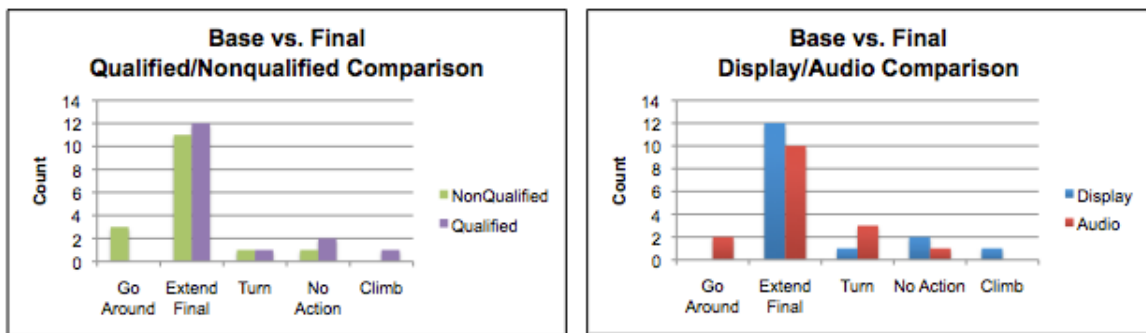 Base vs. Final
Qualified/Nonqualified Comparison
14
12
10
8
6
4
2
0
Count
Go Around
Extend Final
Turn
No Action
Climb
NonQualified
Qualified
Base vs. Final
Display/Audio Comparison
14
12
10
8
6
4
2
0
Count
Go Around
Extend Final
Turn
No Action
Climb
Display
Audio